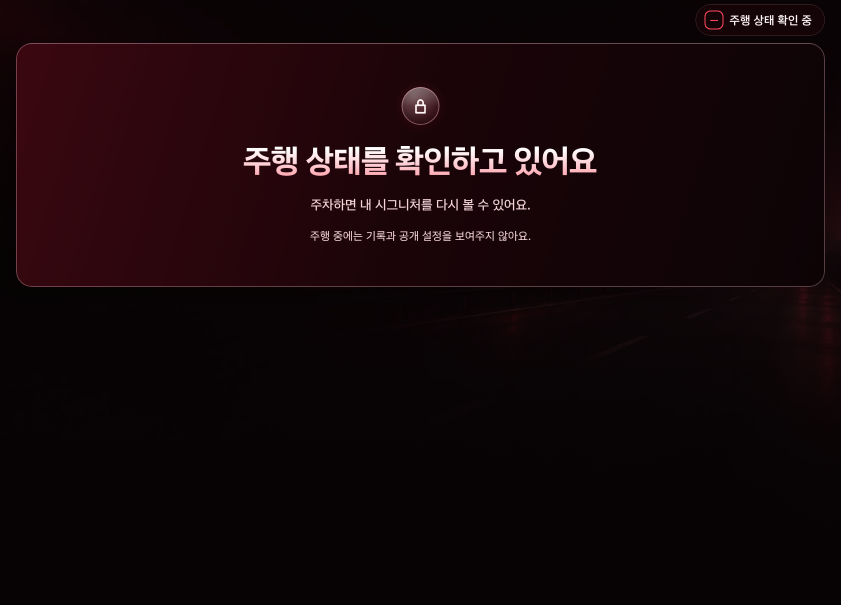 주행 상태 확인 중
주행 상태를 확인하고 있어요
주차하면 내 시그니처를 다시 볼 수 있어요.
주행 중에는 기록과 공개 설정을 보여주지 않아요.